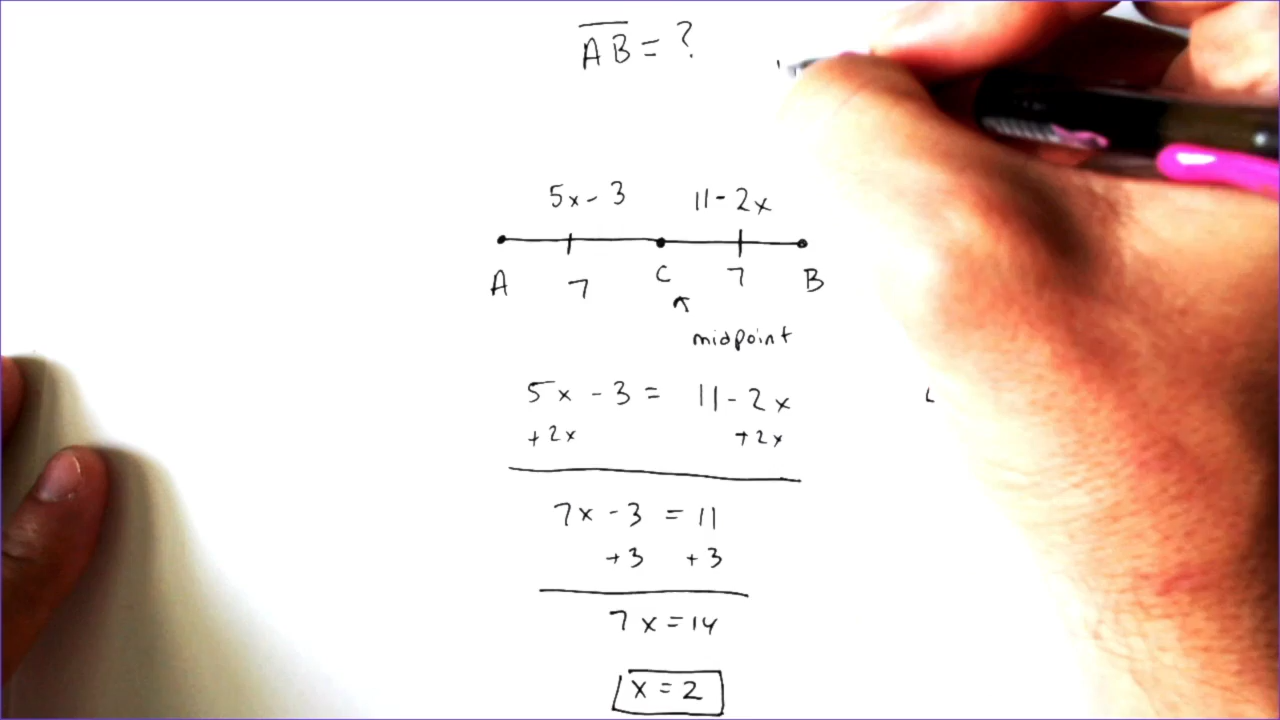 AB = ?
5x - 3 11 - 2x
A 7 C 7 B
midpoint
5x - 3 = 11 - 2x
+2x +2x
7x - 3 = 11
+3 +3
7x = 14
x = 2